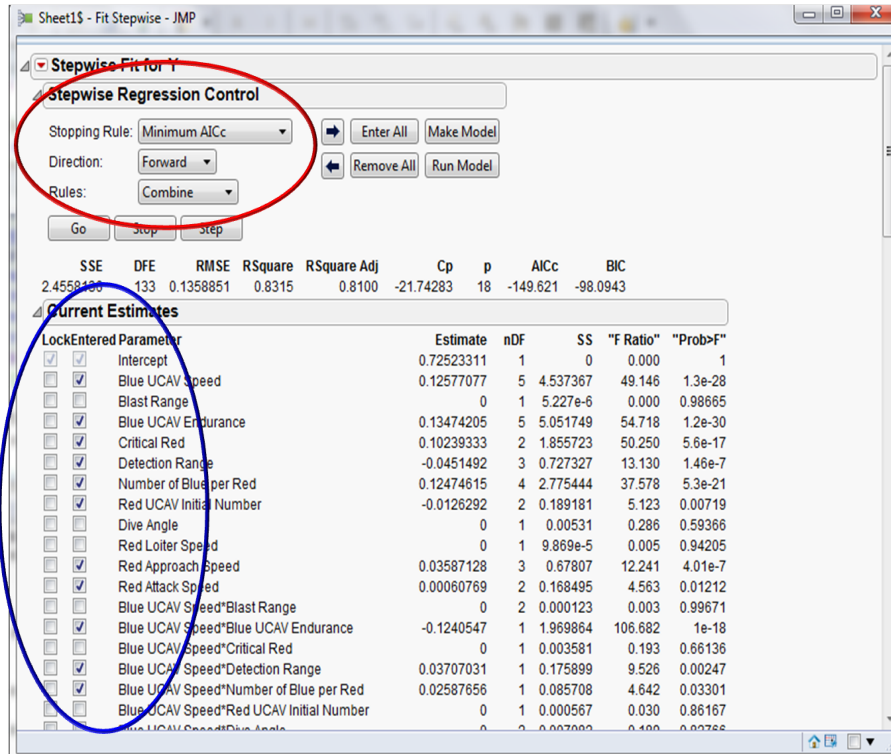 Sheet1$ - Fit Stepwise - JMP
Stepwise Fit for Y
Stepwise Regression Control
Stopping Rule: Minimum AICc Enter All Make Model
Direction: Forward Remove All Run Model
Rules: Combine
Go Stop Step
SSE DFE RMSE RSquare RSquare Adj Cp p AICc BIC
133 0.1358851 0.8315 0.8100 -21.74283 18 -149.621 -98.0943
Current Estimates
Lock Entered Parameter Estimate nDF SS "F Ratio" "Prob>F"
Intercept 0.72523311 1 0 0.000 1
Blue UCAV Speed 0.12577077 5 4.537367 49.146 1.3e-28
Blast Range 0 1 5.227e-6 0.000 0.98665
Blue UCAV Endurance 0.13474205 5 5.051749 54.718 1.2e-30
Critical Red 0.10239333 2 1.855723 50.250 5.6e-17
Detection Range -0.0451492 3 0.727327 13.130 1.46e-7
Number of Blue per Red 0.12474615 4 2.775444 37.578 5.3e-21
Red UCAV Initial Number -0.0126292 2 0.189181 5.123 0.00719
Dive Angle 0 1 0.00531 0.286 0.59366
Red Loiter Speed 0 1 9.869e-5 0.005 0.94205
Red Approach Speed 0.03587128 3 0.67807 12.241 4.01e-7
Red Attack Speed 0.00060769 2 0.168495 4.563 0.01212
Blue UCAV Speed*Blast Range 0 2 0.000123 0.003 0.99671
Blue UCAV Speed*Blue UCAV Endurance -0.1240547 1 1.969864 106.682 1e-18
Blue UCAV Speed*Critical Red 0 1 0.003581 0.193 0.66136
Blue UCAV Speed*Detection Range 0.03707031 1 0.175899 9.526 0.00247
Blue UCAV Speed*Number of Blue per Red 0.02587656 1 0.085708 4.642 0.03301
Blue UCAV Speed*Red UCAV Initial Number 0 1 0.000567 0.030 0.86167
Blue UCAV Speed*Dive Angle 0 2